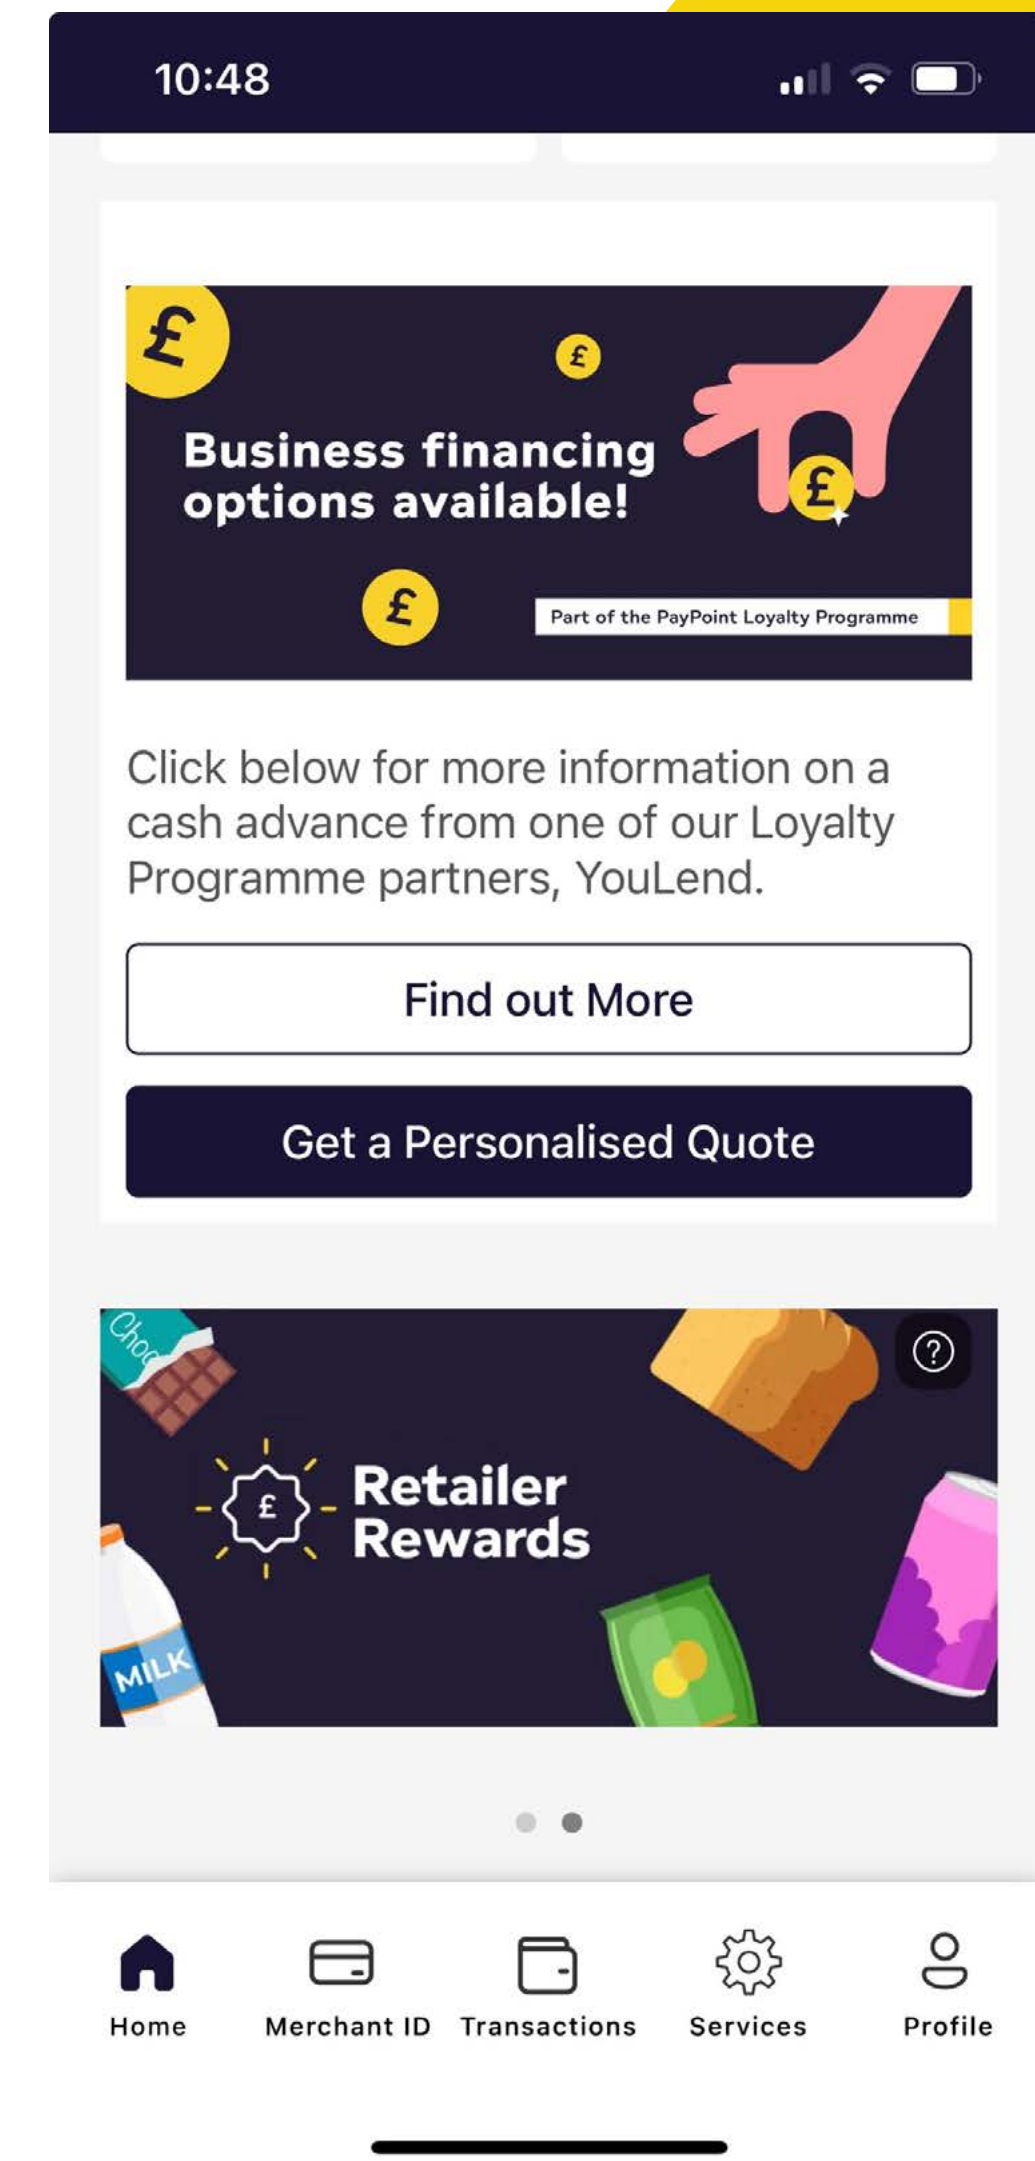 10:48
£
£
Business financing
options available!
£
£
Part of the PayPoint Loyalty Programme
Click below for more information on a
cash advance from one of our Loyalty
Programme partners, YouLend.
Find out More
Get a Personalised Quote
Choc
?
£
Retailer
Rewards
MILK
Home
Merchant ID
Transactions
Services
Profile